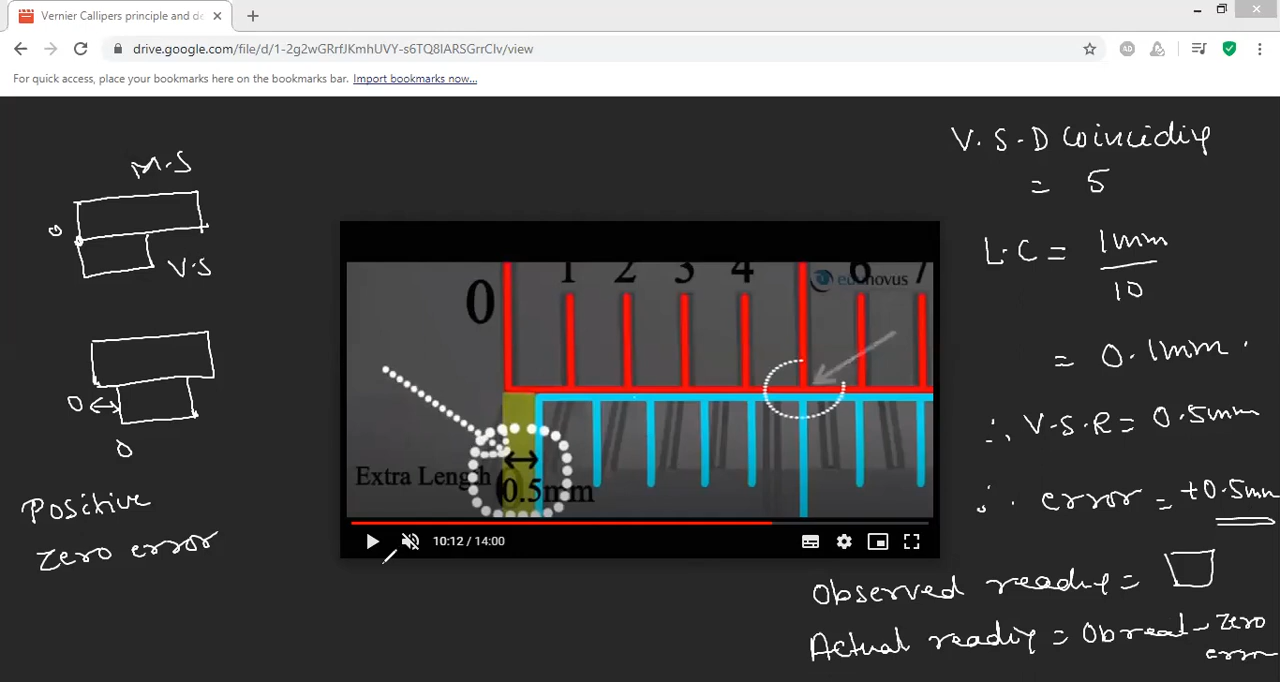 Vernier Callipers principle and de
drive.google.com/file/d/1-2g2wGRrfJKmhUVY-s6TQ8lARSGrrClv/view
For quick access, place your bookmarks here on the bookmarks bar. Import bookmarks now...
M.S
0
V.S
0
0
Positive
Zero error
0 1 2 3 4 6 7
edunovus
Extra Length
0.5mm
10:12 / 14:00
V.S.D Coinciding
= 5
L.C = 1mm
10
= 0.1mm.
∴ V.S.R = 0.5mm
∴ error = +0.5mm
Observed reading =
Actual reading = Ob read - Zero
error